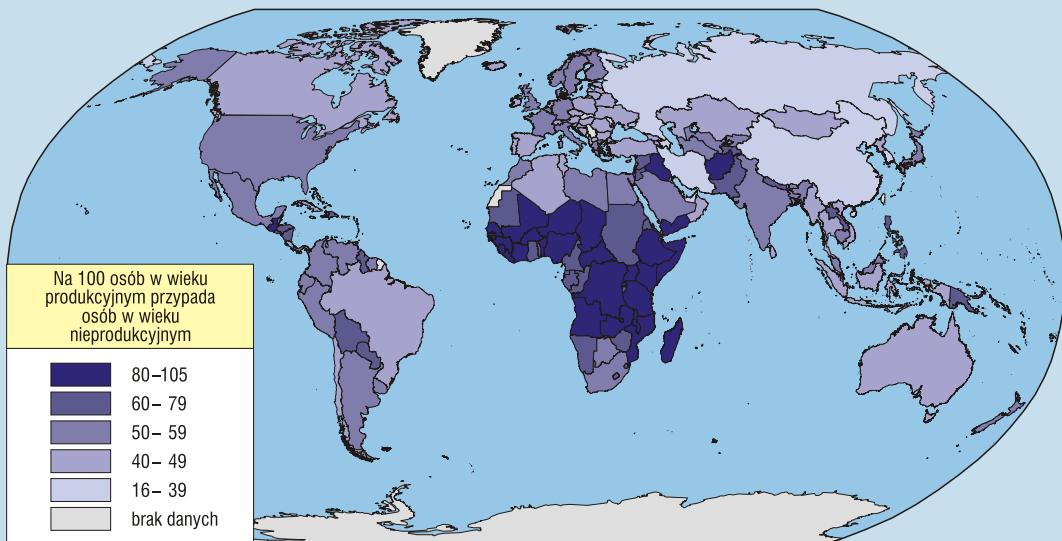 Na 100 osób w wieku
produkcyjnym przypada
osób w wieku
nieprodukcyjnym
80–105
60– 79
50– 59
40– 49
16– 39
brak danych